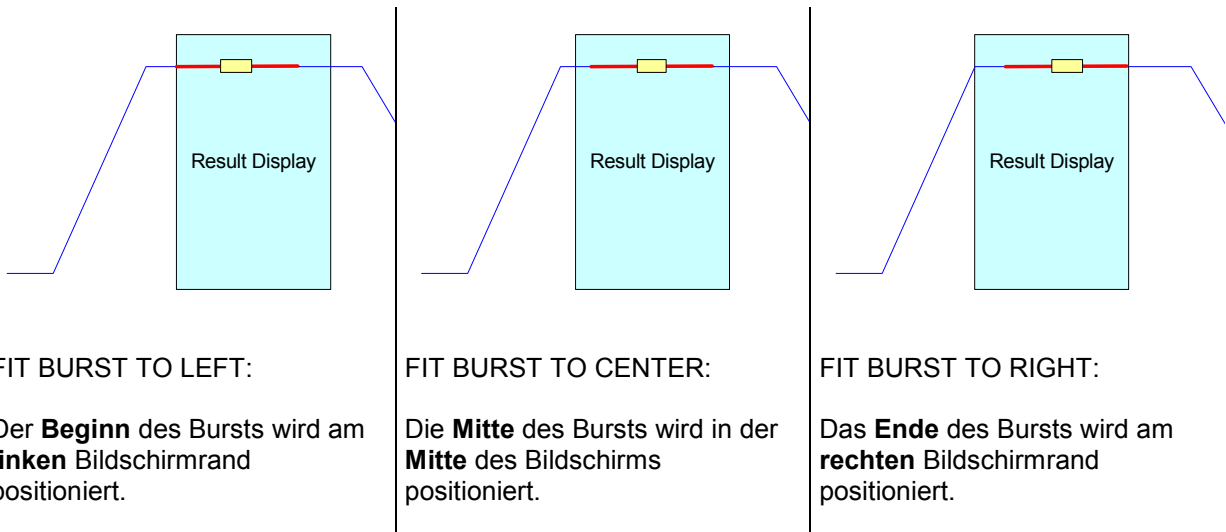 Result Display
FIT BURST TO LEFT:
Der Beginn des Bursts wird am
linken Bildschirmrand
positioniert.
Result Display
FIT BURST TO CENTER:
Die Mitte des Bursts wird in der
Mitte des Bildschirms
positioniert.
Result Display
FIT BURST TO RIGHT:
Das Ende des Bursts wird am
rechten Bildschirmrand
positioniert.